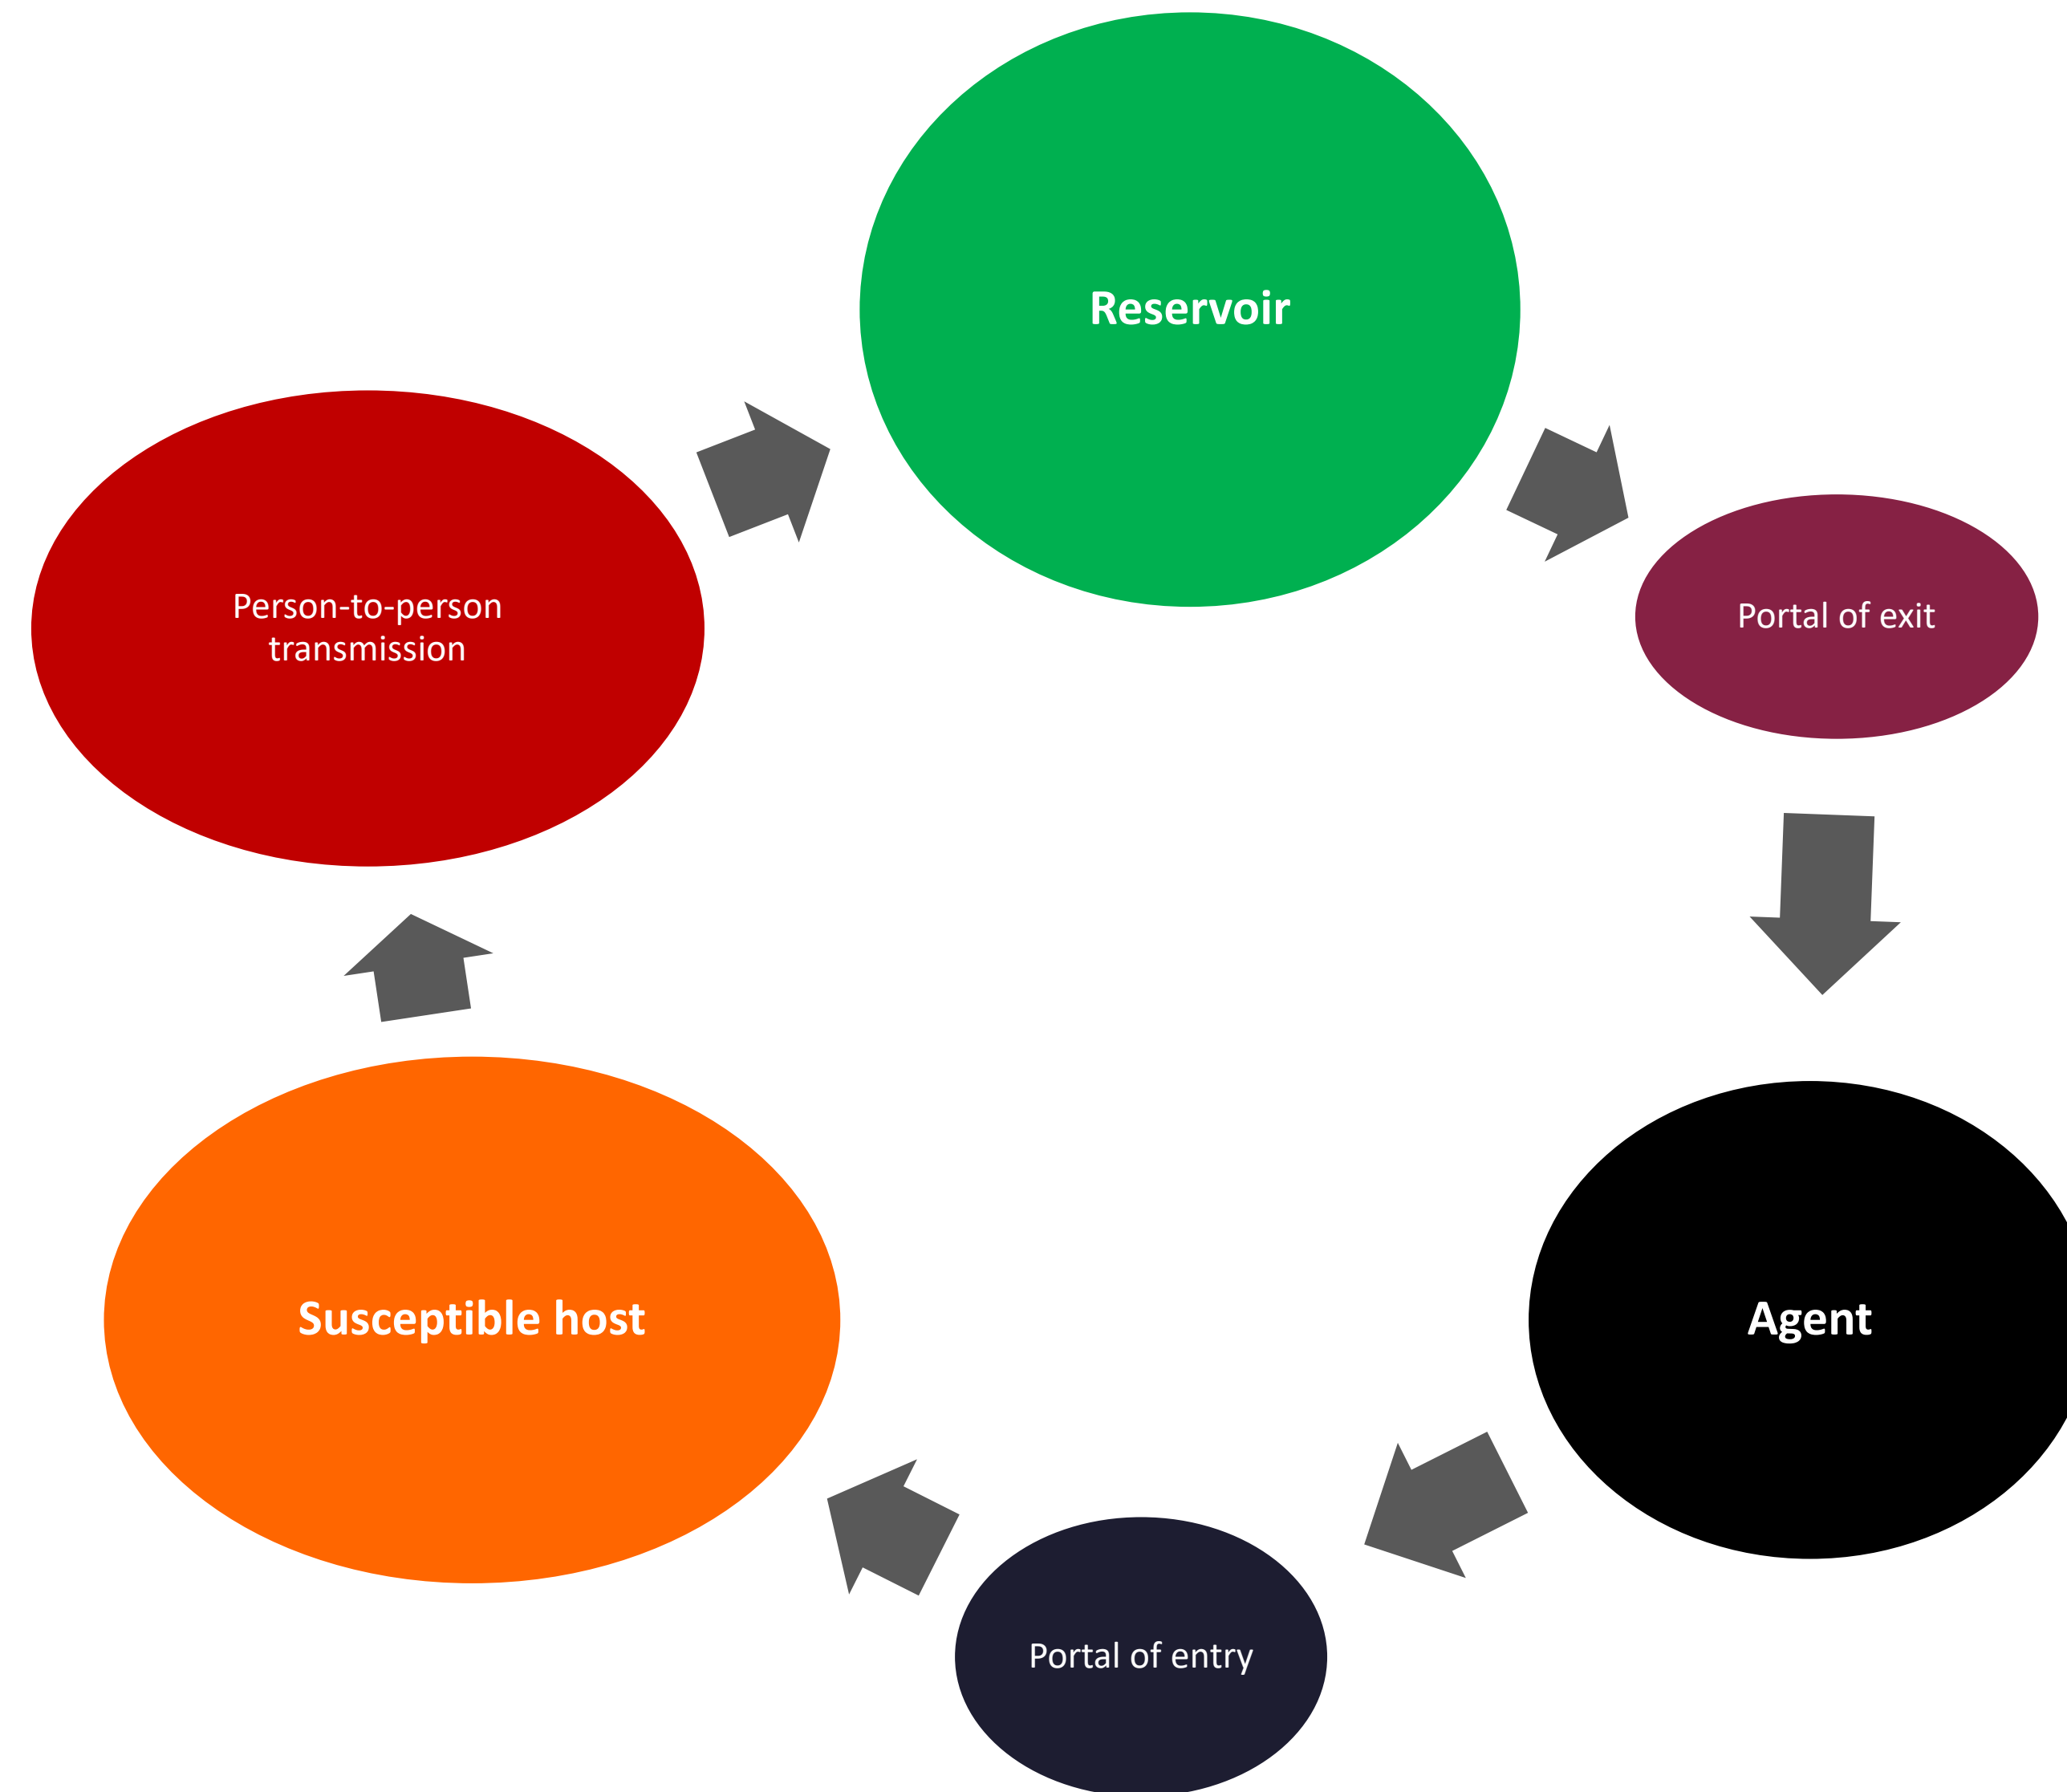 Reservoir
Portal of exit
Agent
Portal of entry
Susceptible host
Person-to-person
transmission